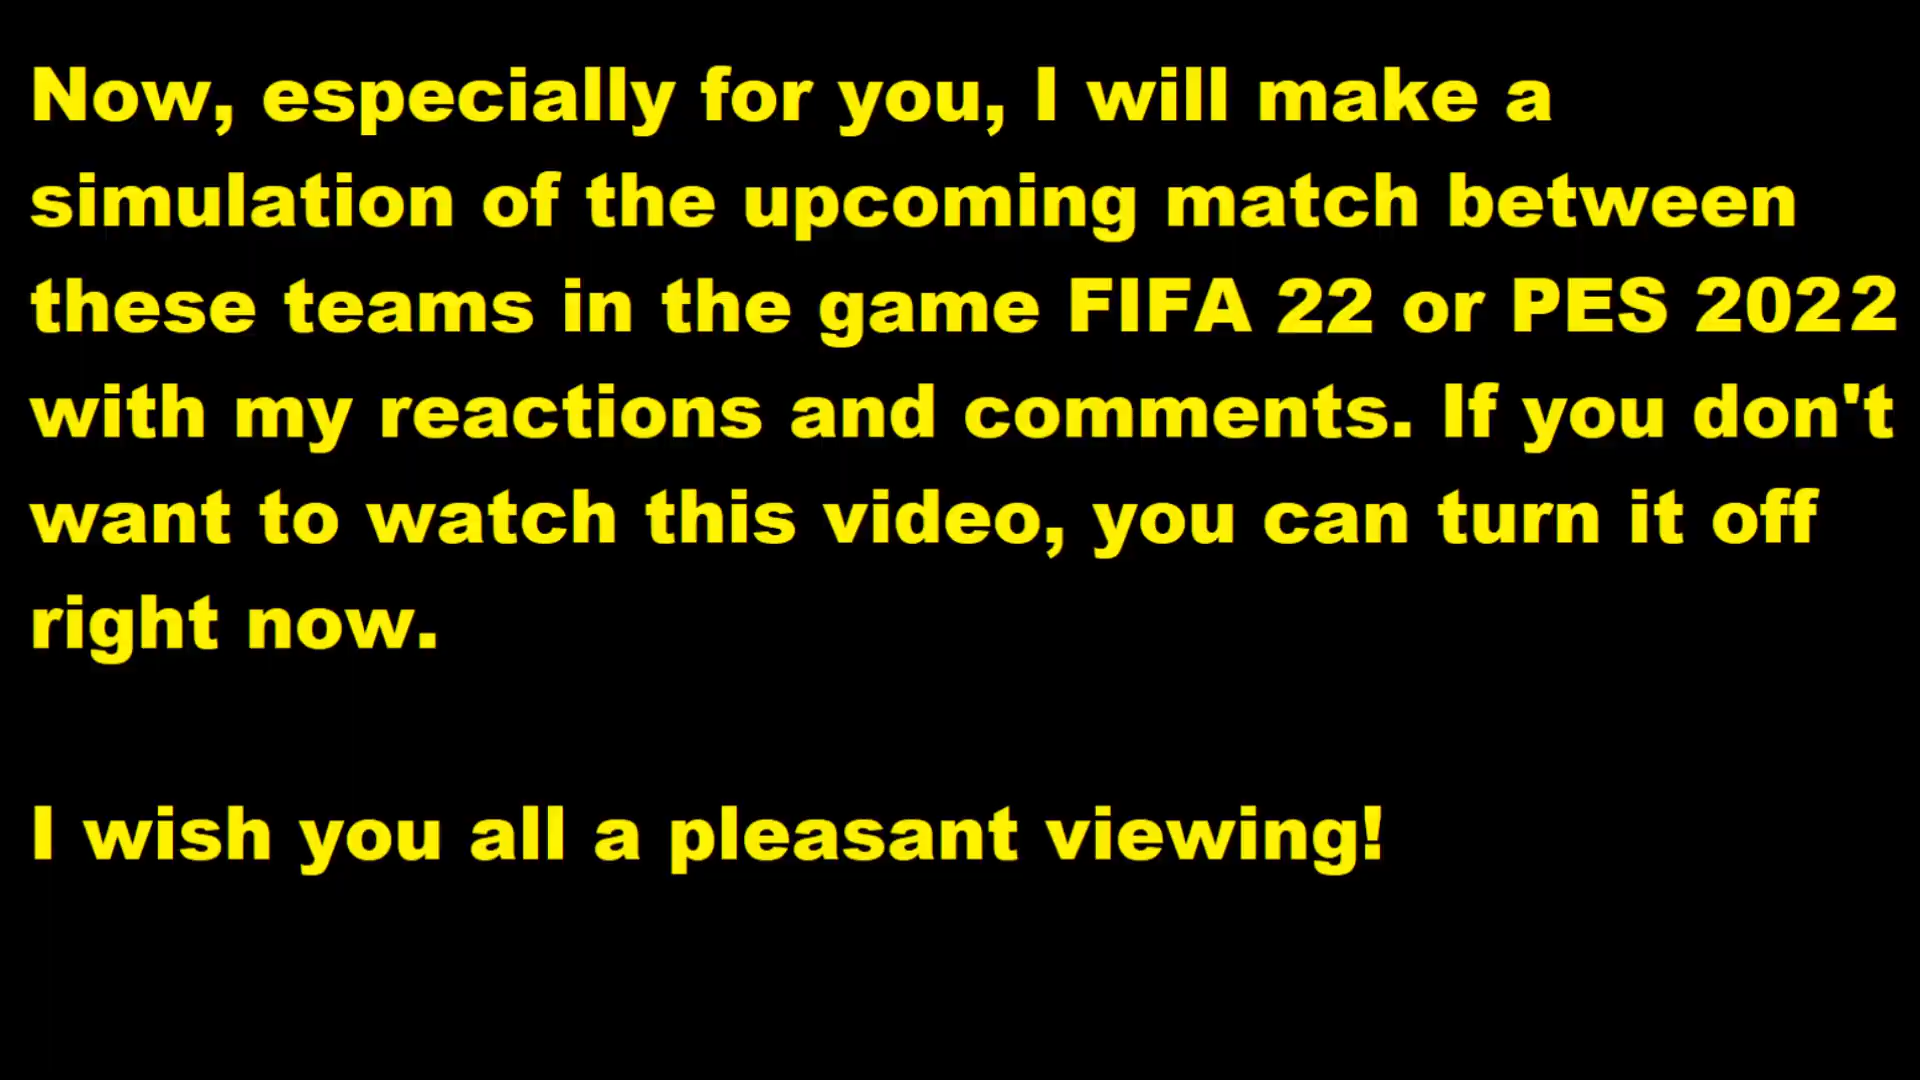 Now, especially for you, I will make a
simulation of the upcoming match between
these teams in the game FIFA 22 or PES 2022
with my reactions and comments. If you don't
want to watch this video, you can turn it off
right now.
I wish you all a pleasant viewing!